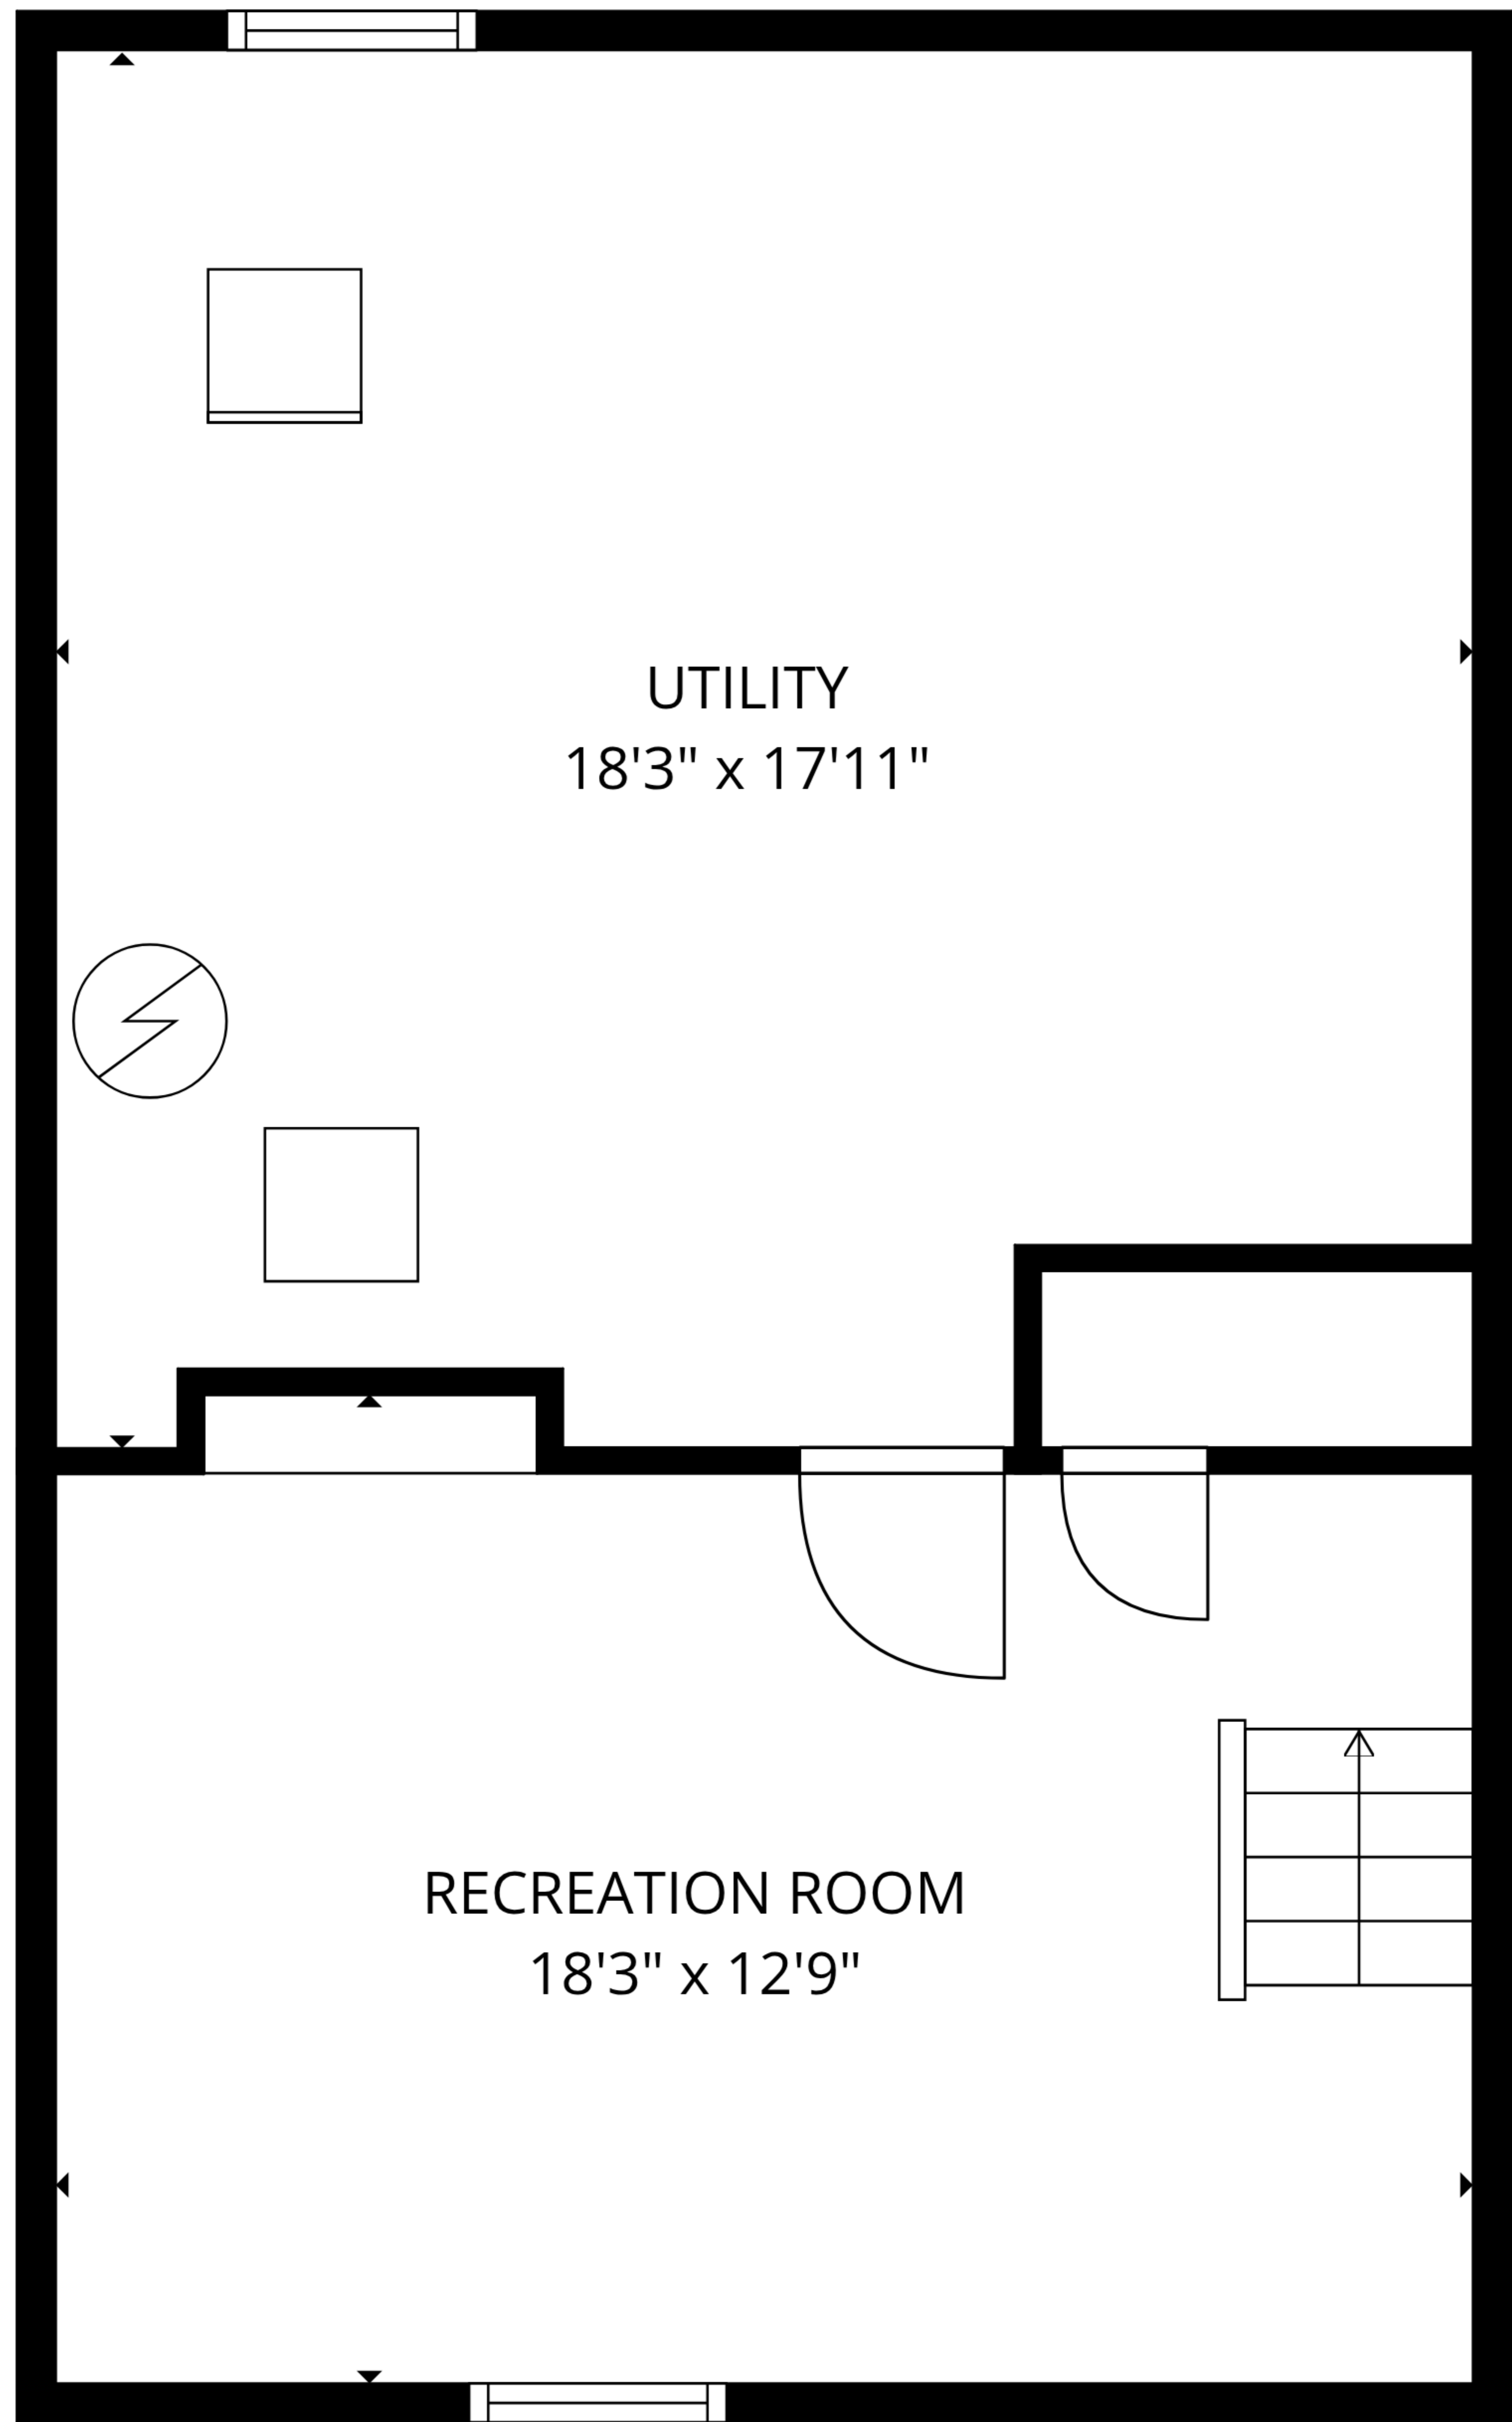 UTILITY
18'3" x 17'11"
RECREATION ROOM
18'3" x 12'9"